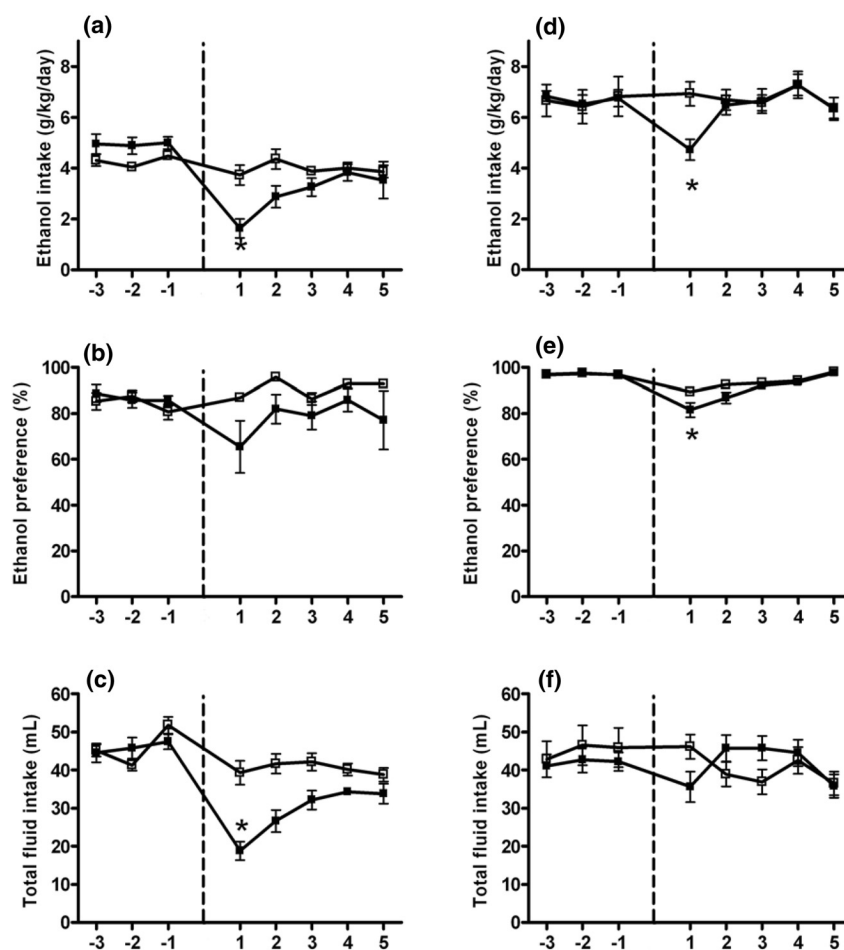 (a)
Ethanol intake (g/kg/day)
8
6
4
2
0
-3 -2 -1 1 2 3 4 5
*
(b)
Ethanol preference (%)
100
80
60
40
20
0
-3 -2 -1 1 2 3 4 5
(c)
Total fluid intake (mL)
60
50
40
30
20
10
0
-3 -2 -1 1 2 3 4 5
*
(d)
Ethanol intake (g/kg/day)
8
6
4
2
0
-3 -2 -1 1 2 3 4 5
*
(e)
Ethanol preference (%)
100
80
60
40
20
0
-3 -2 -1 1 2 3 4 5
*
(f)
Total fluid intake (mL)
60
50
40
30
20
10
0
-3 -2 -1 1 2 3 4 5